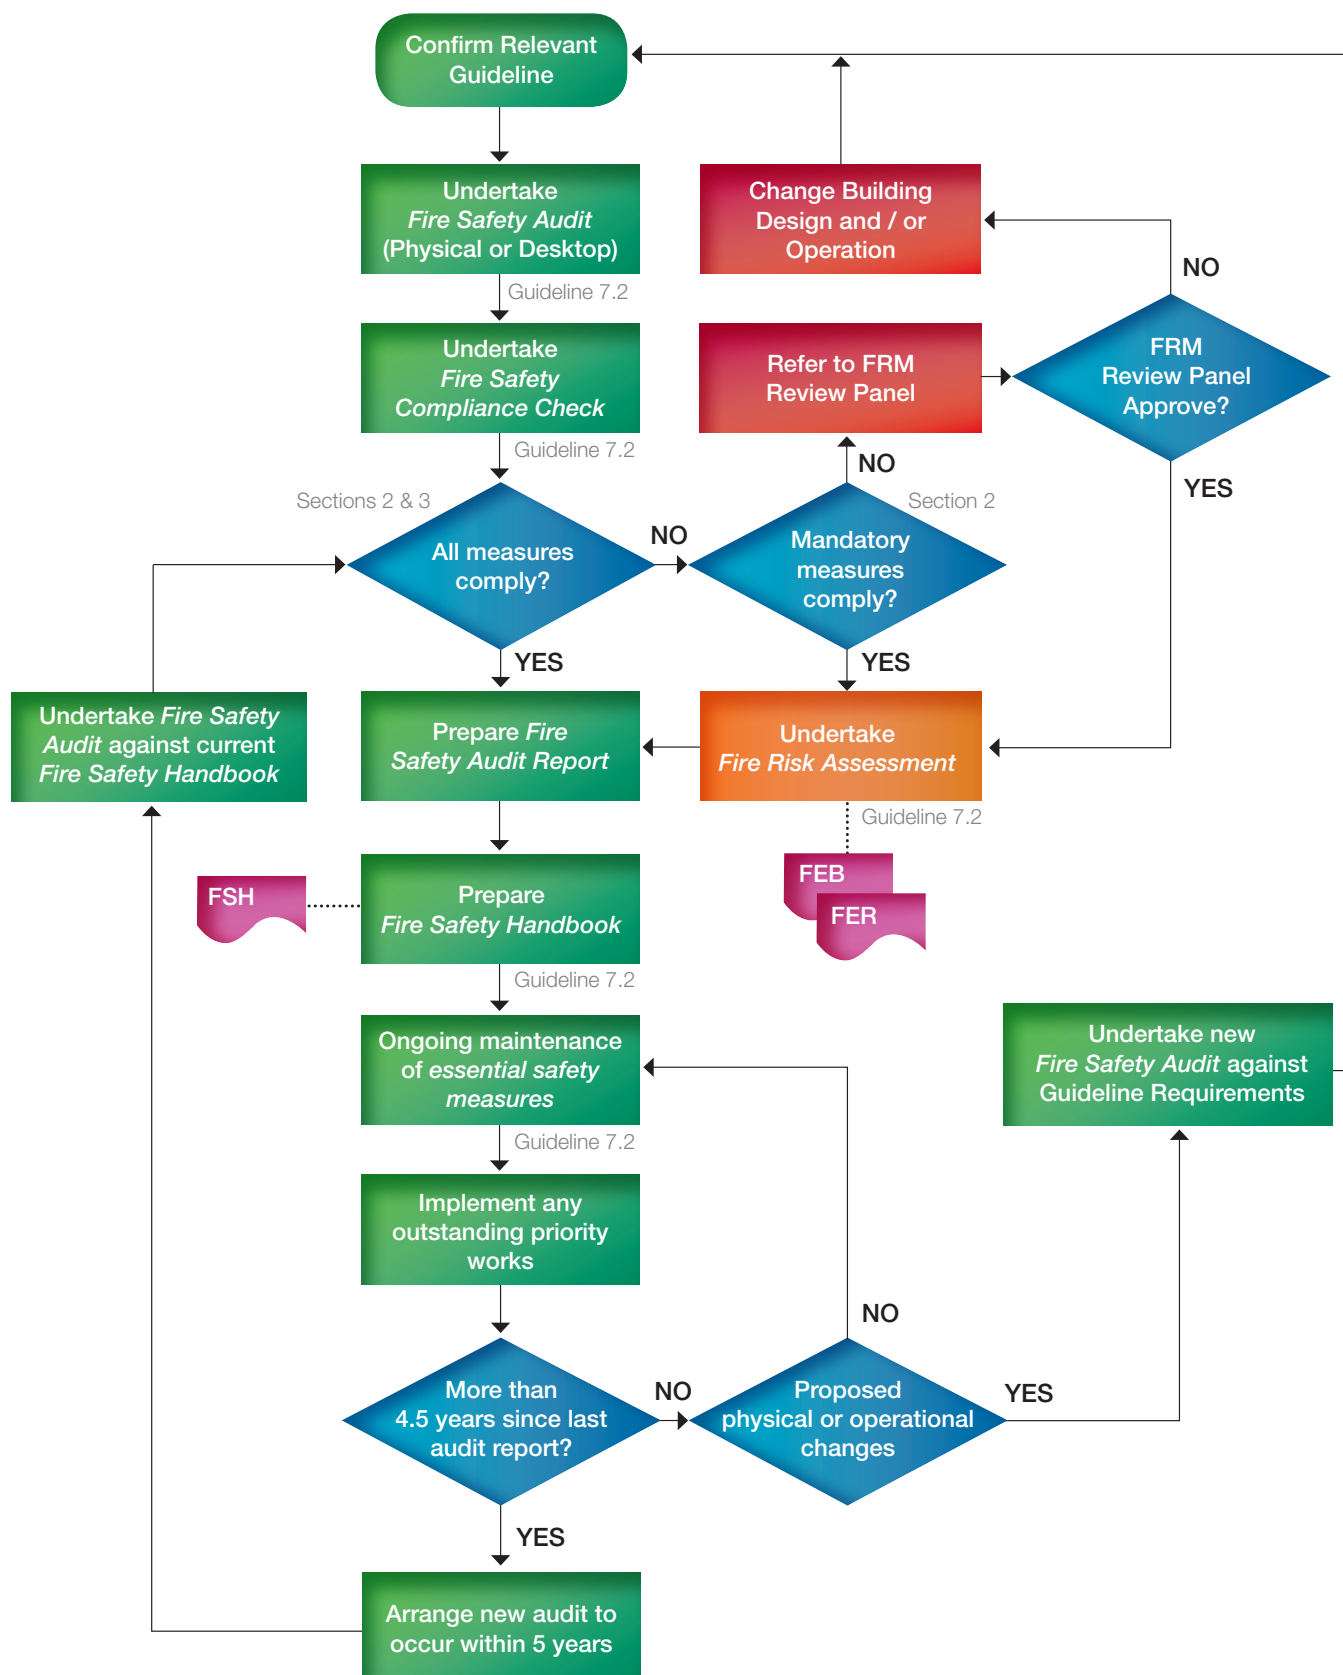 Confirm Relevant
Guideline
Undertake
Fire Safety Audit
(Physical or Desktop)
Guideline 7.2
Change Building
Design and / or
Operation
NO
Undertake
Fire Safety
Compliance Check
Guideline 7.2
Refer to FRM
Review Panel
FRM
Review Panel
Approve?
NO
YES
Sections 2 & 3
Section 2
All measures
comply?
NO
Mandatory
measures
comply?
YES
YES
Undertake Fire Safety
Audit against current
Fire Safety Handbook
Prepare Fire
Safety Audit Report
Undertake
Fire Risk Assessment
Guideline 7.2
FEB
FER
FSH
Prepare
Fire Safety Handbook
Guideline 7.2
Ongoing maintenance
of essential safety
measures
Guideline 7.2
Undertake new
Fire Safety Audit against
Guideline Requirements
Implement any
outstanding priority
works
NO
More than
4.5 years since last
audit report?
NO
Proposed
physical or operational
changes
YES
YES
Arrange new audit to
occur within 5 years